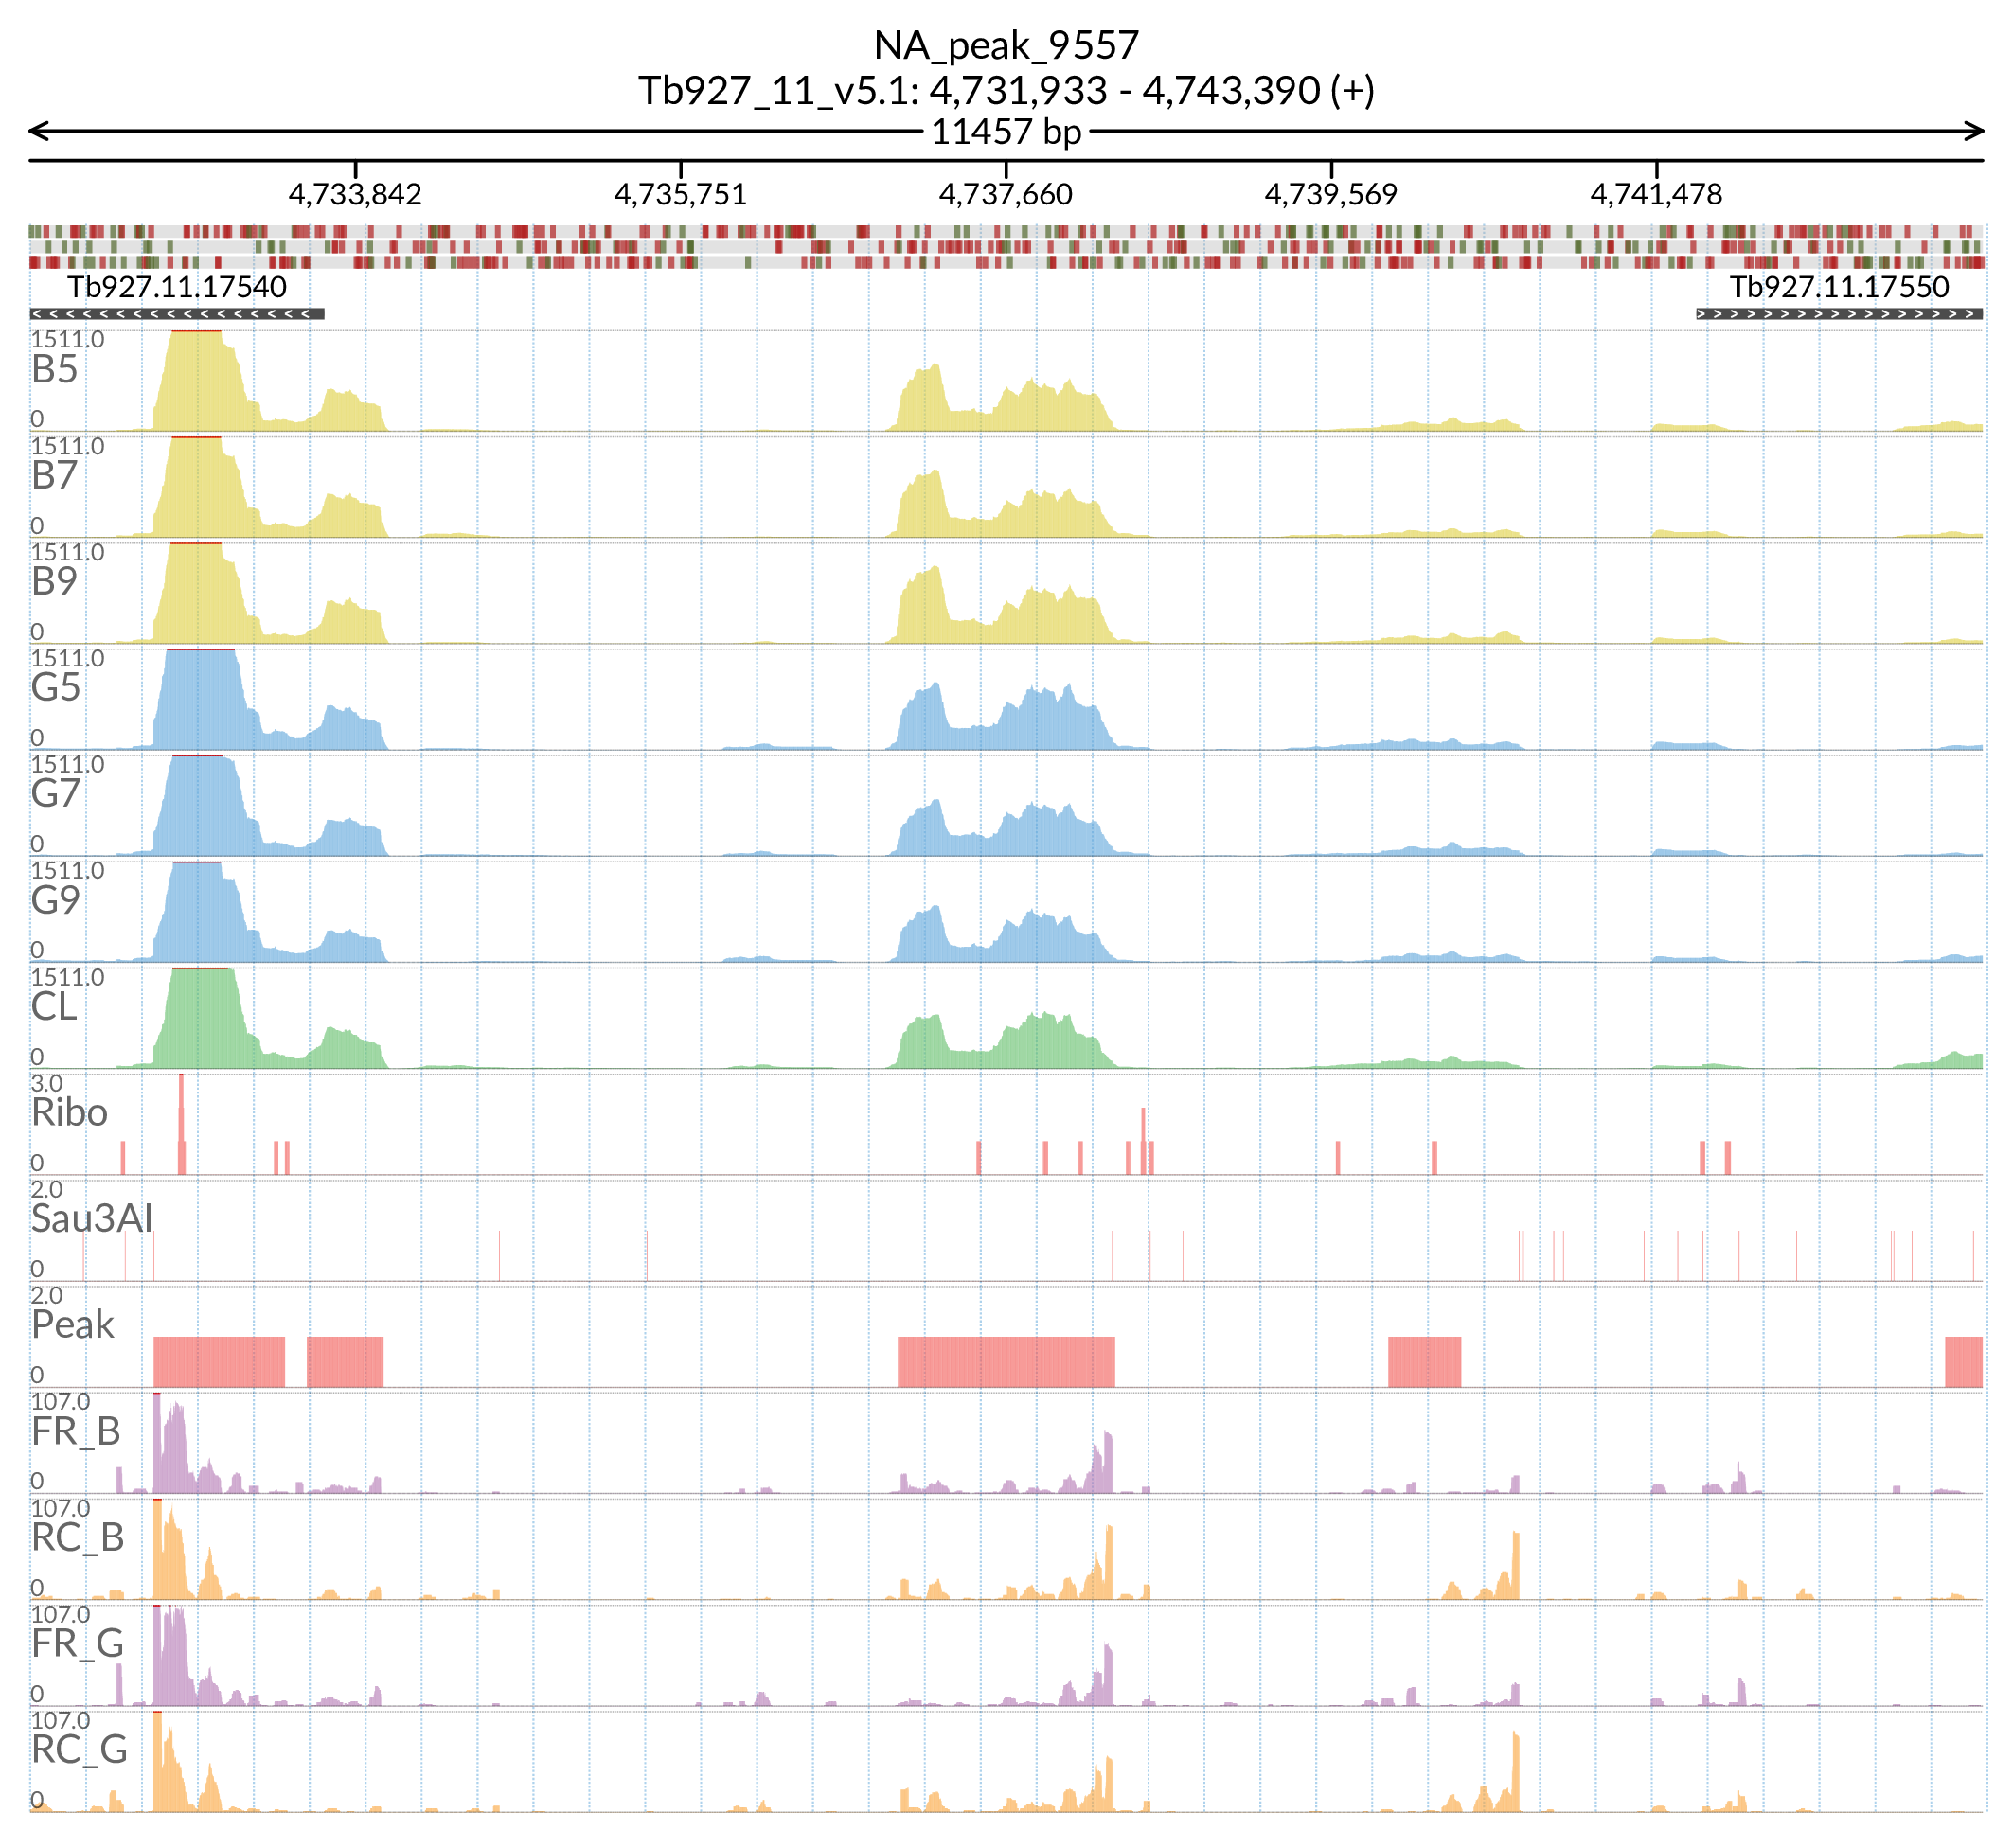 NA_peak_9557
Tb927_11_v5.1: 4,731,933 - 4,743,390 (+)
11457 bp
4,733,842 4,735,751 4,737,660 4,739,569 4,741,478
Tb927.11.17540 Tb927.11.17550
1511.0
B5
0
1511.0
B7
0
1511.0
B9
0
1511.0
G5
0
1511.0
G7
0
1511.0
G9
0
1511.0
CL
0
3.0
Ribo
0
2.0
Sau3AI
0
2.0
Peak
0
107.0
FR_B
0
107.0
RC_B
0
107.0
FR_G
0
107.0
RC_G
0